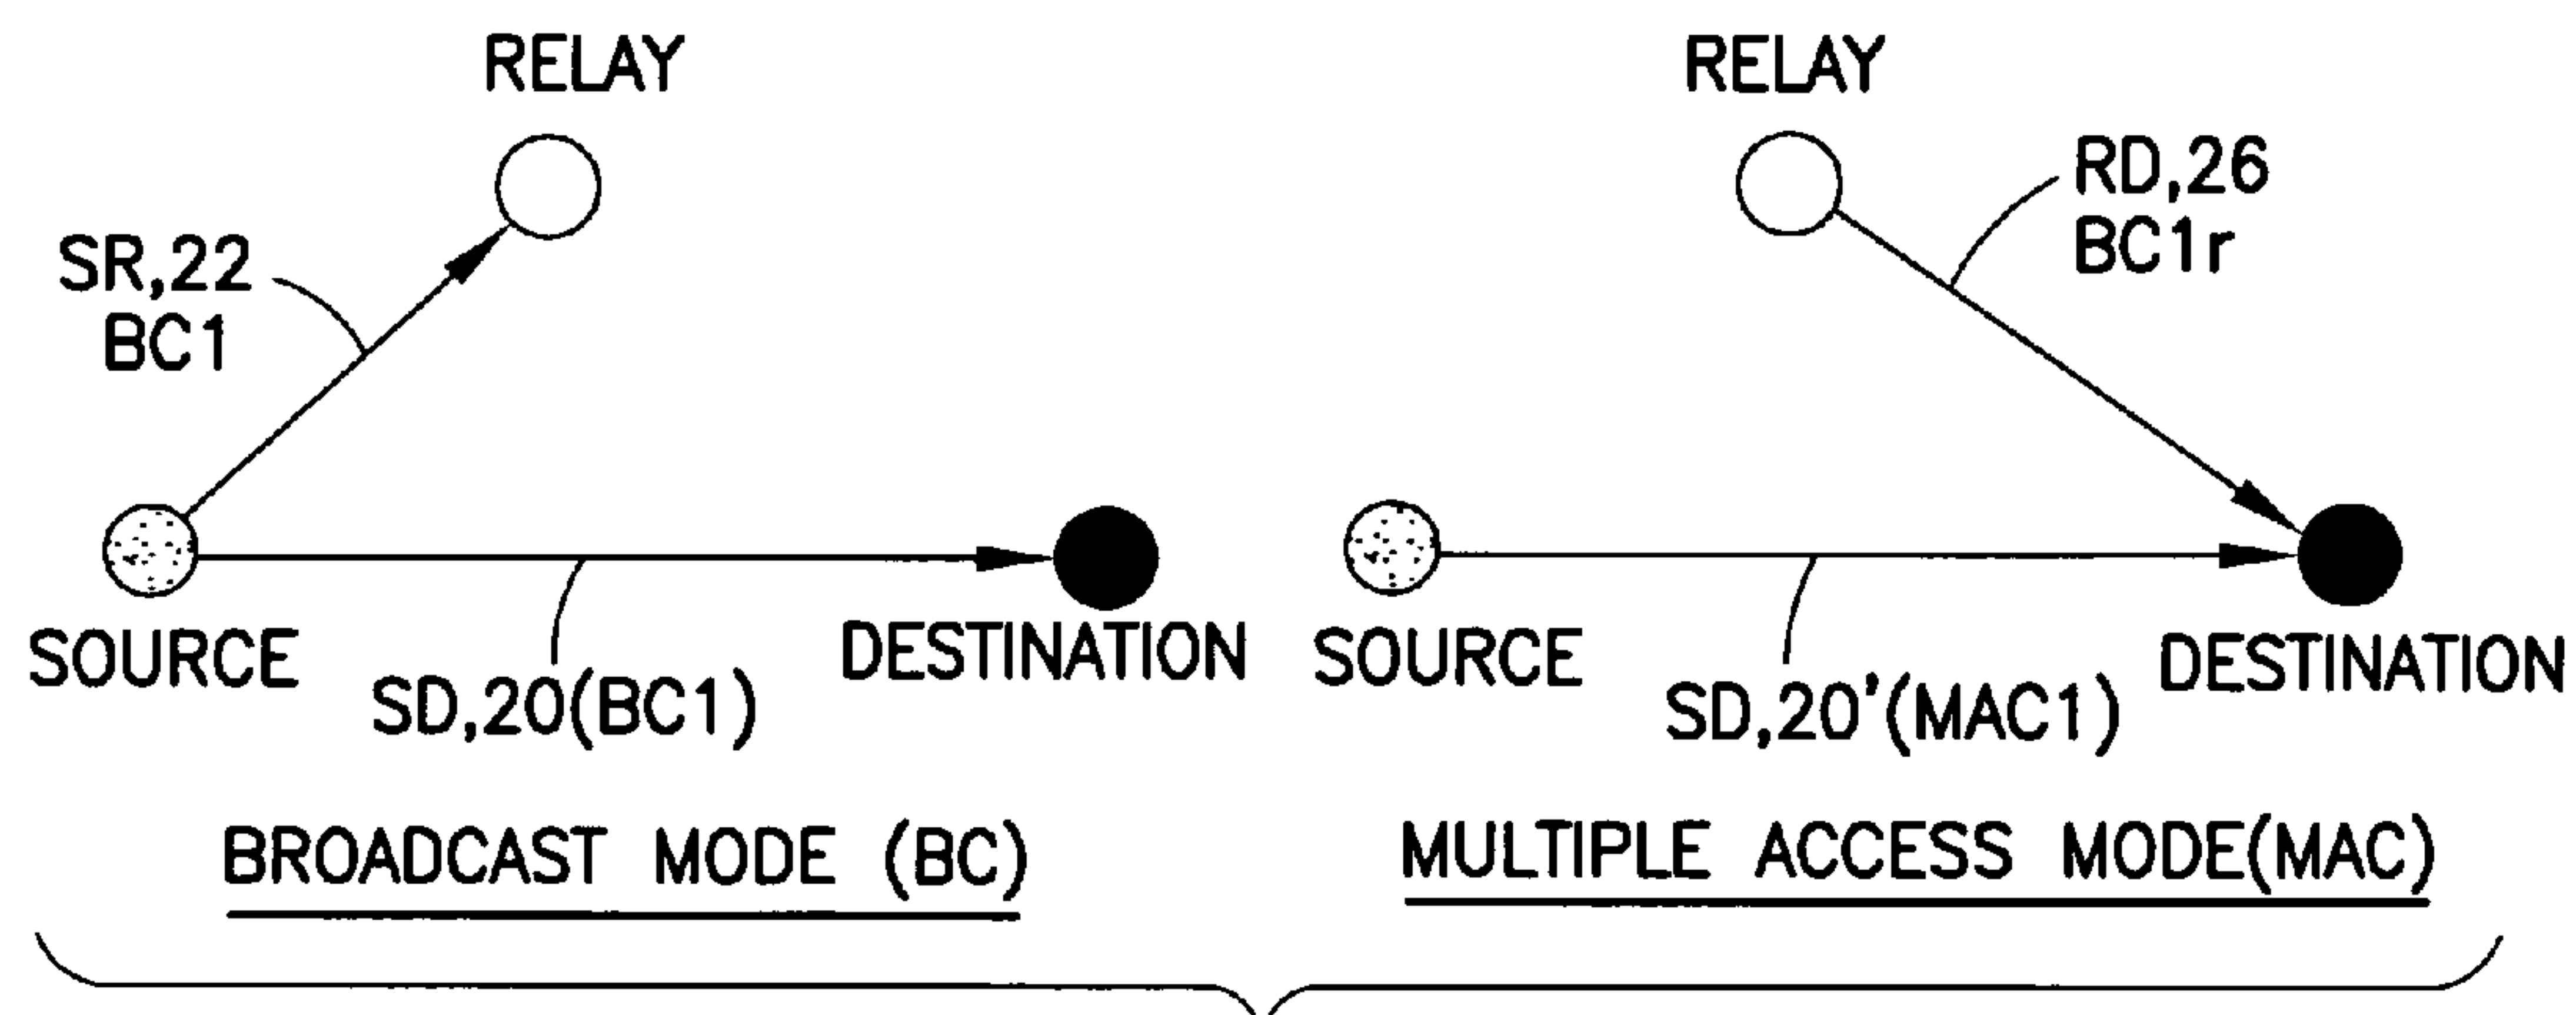 RELAY
SR,22
BC1
SOURCE
SD,20(BC1)
DESTINATION
BROADCAST MODE (BC)
RELAY
RD,26
BC1r
SOURCE
SD,20'(MAC1)
DESTINATION
MULTIPLE ACCESS MODE(MAC)